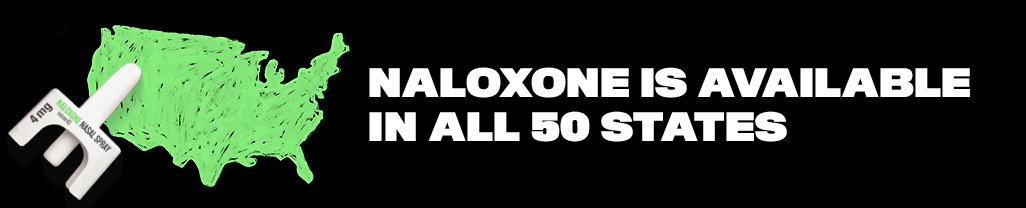 NALOXONE IS AVAILABLE
IN ALL 50 STATES
4 mg
NALOXONE NASAL SPRAY